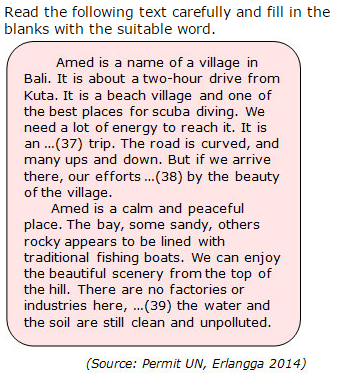 Read the following text carefully and fill in the
blanks with the suitable word.
Amed is a name of a village in
Bali. It is about a two-hour drive from
Kuta. It is a beach village and one of
the best places for scuba diving. We
need a lot of energy to reach it. It is
an ...(37) trip. The road is curved, and
many ups and down. But if we arrive
there, our efforts ...(38) by the beauty
of the village.
Amed is a calm and peaceful
place. The bay, some sandy, others
rocky appears to be lined with
traditional fishing boats. We can enjoy
the beautiful scenery from the top of
the hill. There are no factories or
industries here, ...(39) the water and
the soil are still clean and unpolluted.
(Source: Permit UN, Erlangga 2014)